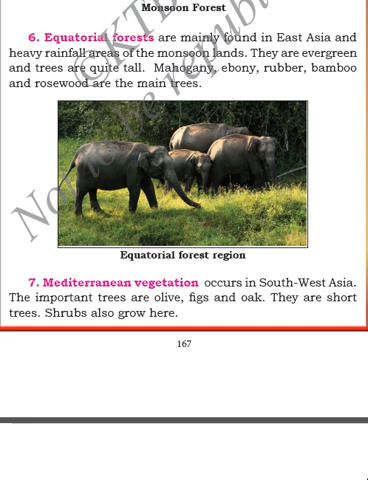 Monsoon Forest
6. Equatorial forests are mainly found in East Asia and
heavy rainfall areas of the monsoon lands. They are evergreen
and trees are quite tall. Mahogany, ebony, rubber, bamboo
and rosewood are the main trees.
Equatorial forest region
7. Mediterranean vegetation occurs in South-West Asia.
The important trees are olive, figs and oak. They are short
trees. Shrubs also grow here.
167